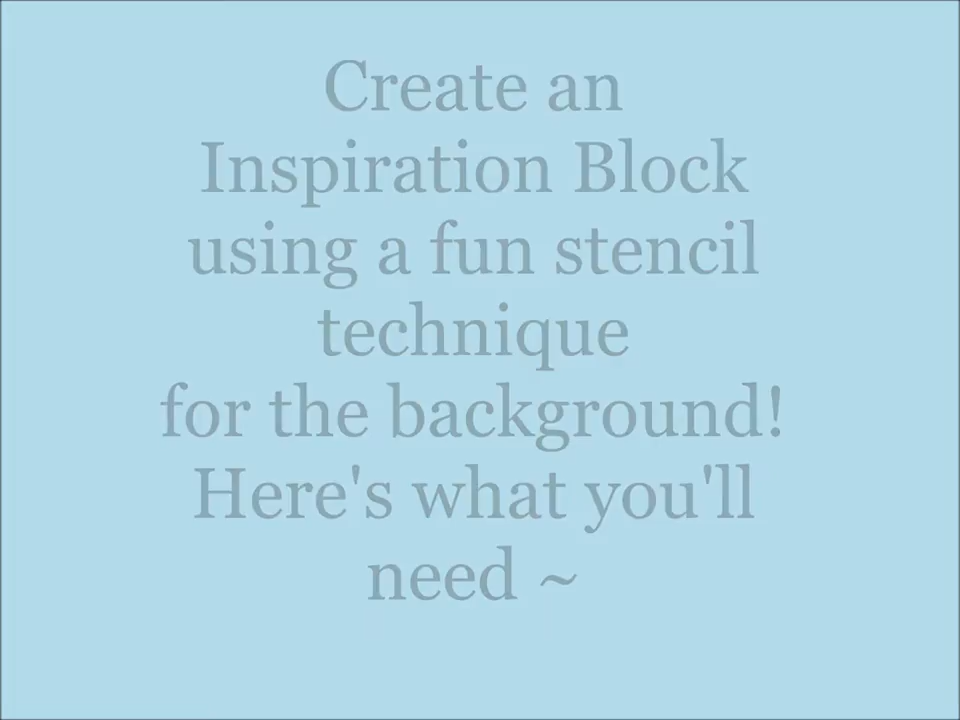 Create an
Inspiration Block
using a fun stencil
technique
for the background!
Here's what you'll
need ~